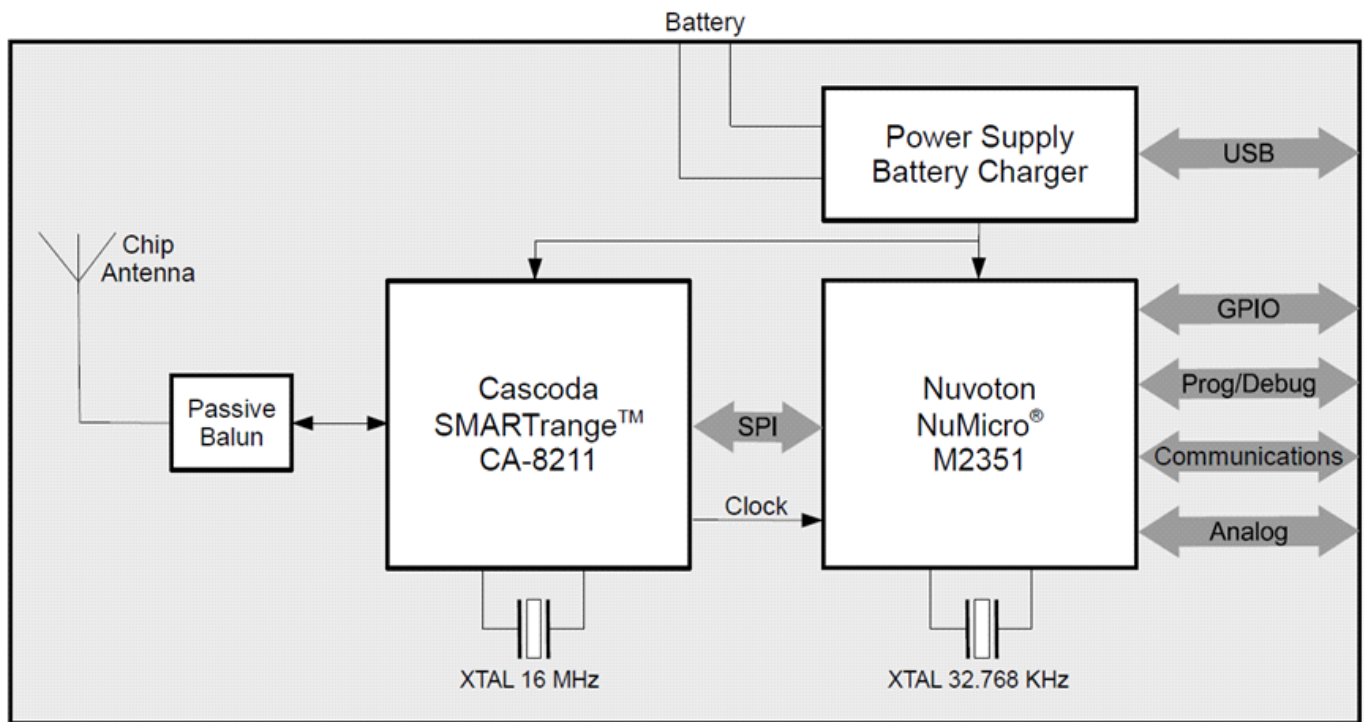 Battery
Power Supply
Battery Charger
USB
Chip
Antenna
GPIO
Cascoda
SMARTrange™
CA-8211
Nuvoton
NuMicro®
M2351
Prog/Debug
Passive
Balun
SPI
Communications
Clock
Analog
XTAL 16 MHz
XTAL 32.768 KHz